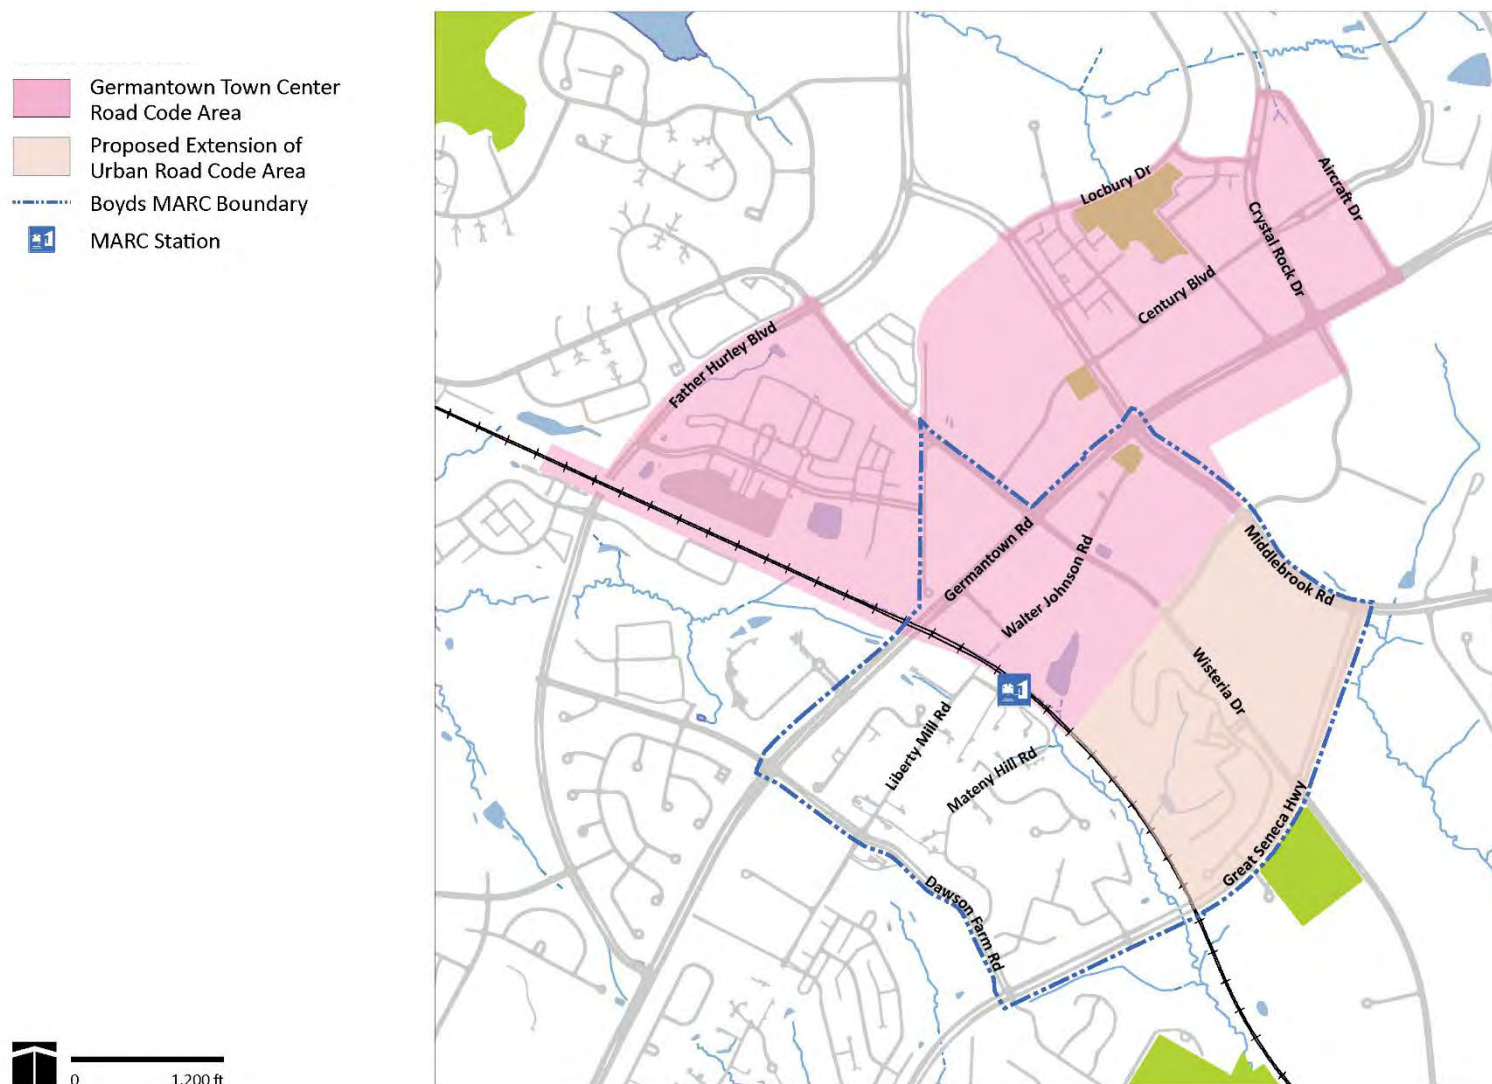 Germantown Town Center
Road Code Area
Proposed Extension of
Urban Road Code Area
Boyds MARC Boundary
MARC Station
Locbury Dr
Aircraft Dr
Crystal Rock Dr
Century Blvd
Father Hurley Blvd
Germantown Rd
Walter Johnson Rd
Middlebrook Rd
Wisteria Dr
Liberty Mill Rd
Mateny Hill Rd
Great Seneca Hwy
Dawson Farm Rd
0 1,200 ft